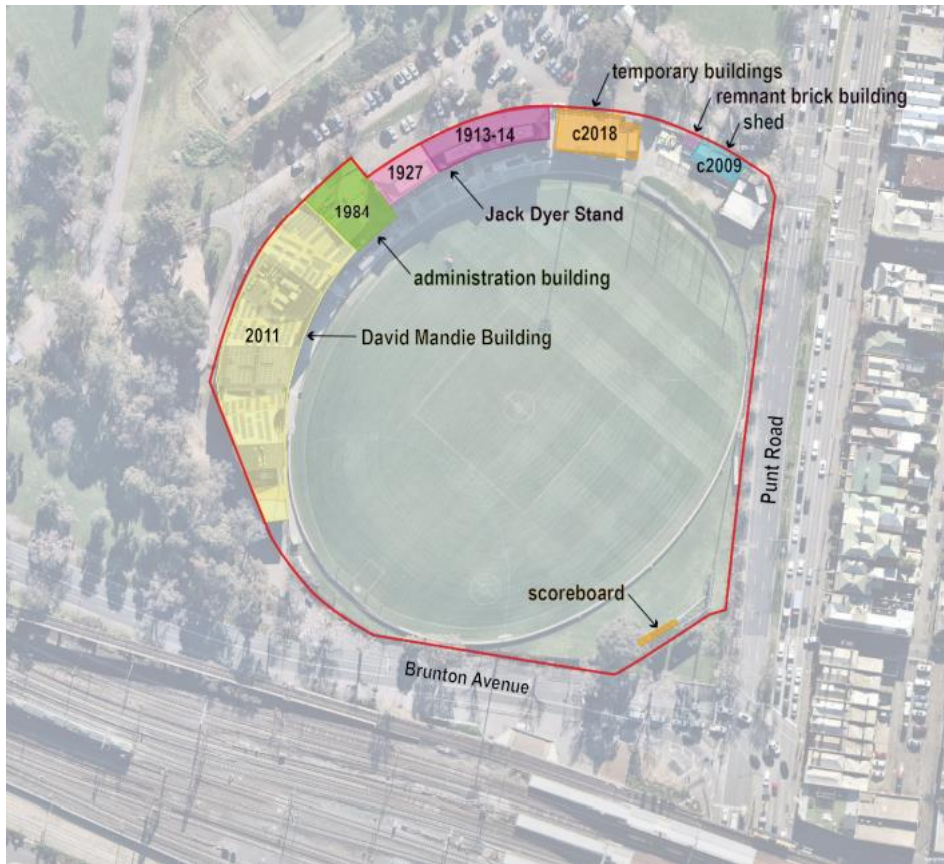 temporary buildings
remnant brick building
shed
1913-14
c2018
c2009
1927
1984
Jack Dyer Stand
administration building
2011
David Mandie Building
Punt Road
scoreboard
Brunton Avenue